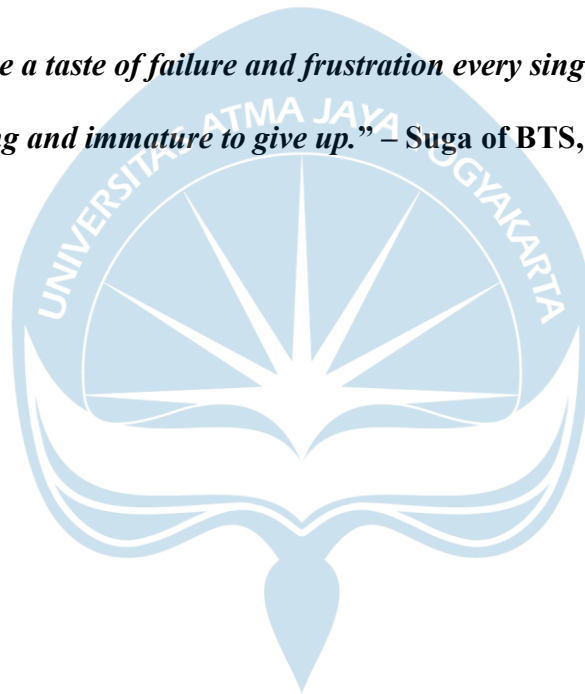 e a taste of failure and frustration every sing
g and immature to give up.” – Suga of BTS,
UNIVERSITAS ATMA JAYA YOGYAKARTA